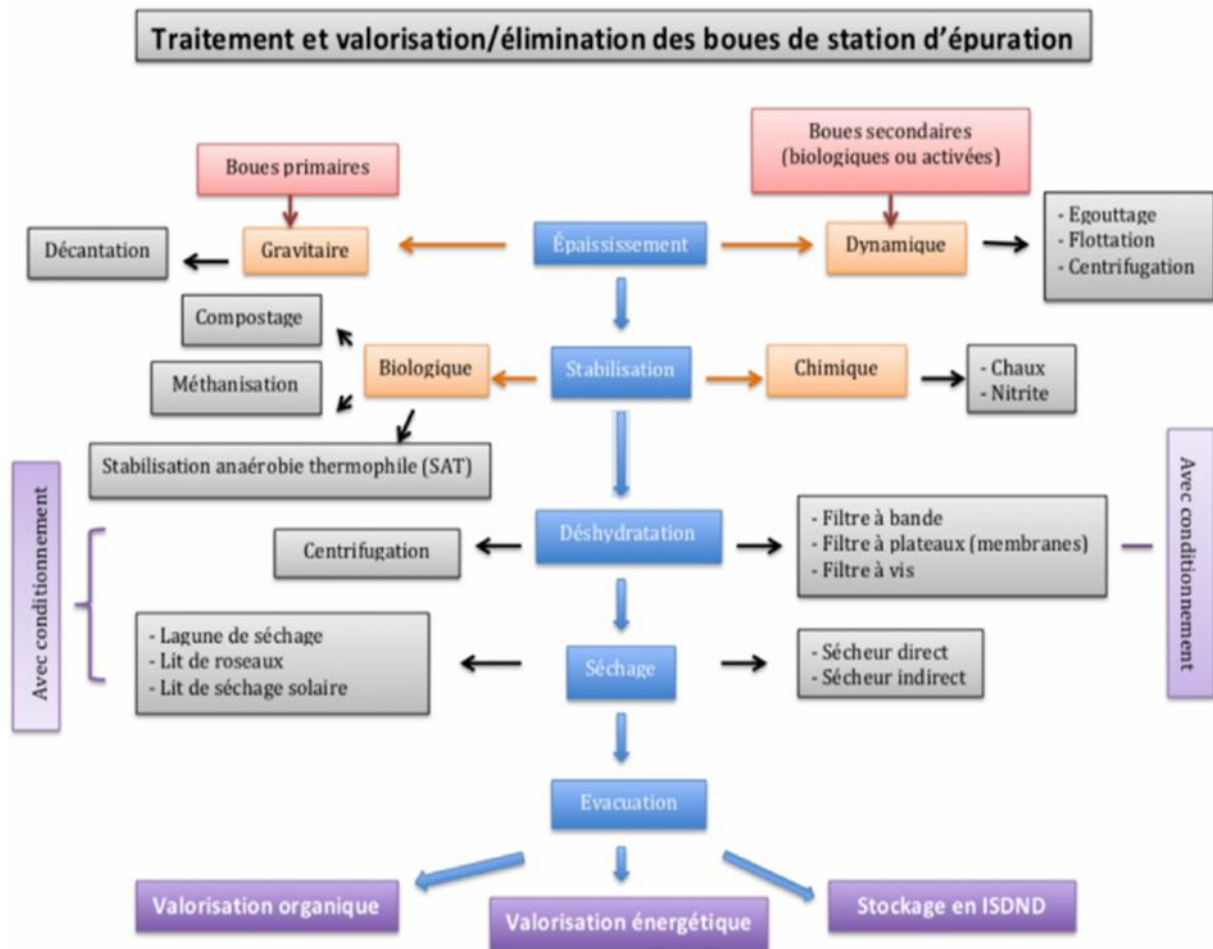 Traitement et valorisation/élimination des boues de station d'épuration
Boues primaires
Boues secondaires
(biologiques ou activées)
Décantation
Gravitaire
Épaississement
Dynamique
- Egouttage
- Flottation
- Centrifugation
Compostage
Méthanisation
Biologique
Stabilisation
Chimique
- Chaux
- Nitrite
Stabilisation anaérobie thermophile (SAT)
Avec conditionnement
Centrifugation
Déshydratation
- Filtre à bande
- Filtre à plateaux (membranes)
- Filtre à vis
Avec conditionnement
- Lagune de séchage
- Lit de roseaux
- Lit de séchage solaire
Séchage
- Sécheur direct
- Sécheur indirect
Evacuation
Valorisation organique
Valorisation énergétique
Stockage en ISDND